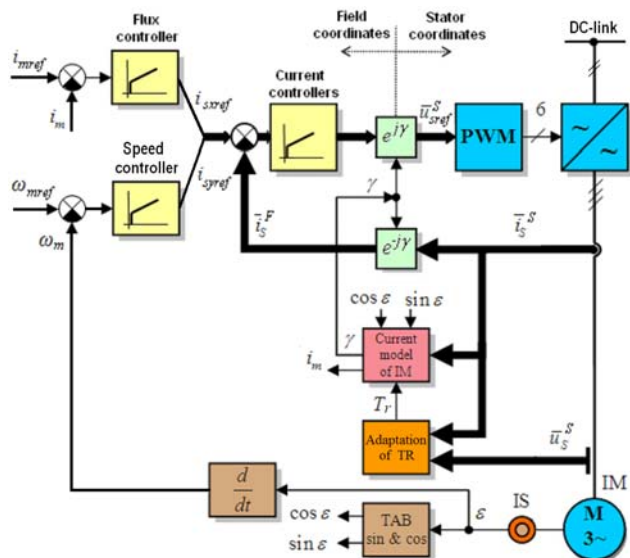 Field coordinates
Stator coordinates
DC-link
Flux controller
Current controllers
Speed controller
i_mref
i_m
i_sxref
i_syref
ω_mref
ω_m
e^jγ
ū^S_sref
PWM
6
~
~
γ
ī_S^F
e^-jγ
ī_S^S
cos ε
sin ε
γ
i_m
Current model of IM
T_r
Adaptation of TR
ū_S^S
d/dt
cos ε
sin ε
TAB sin & cos
ε
IS
IM
M 3~